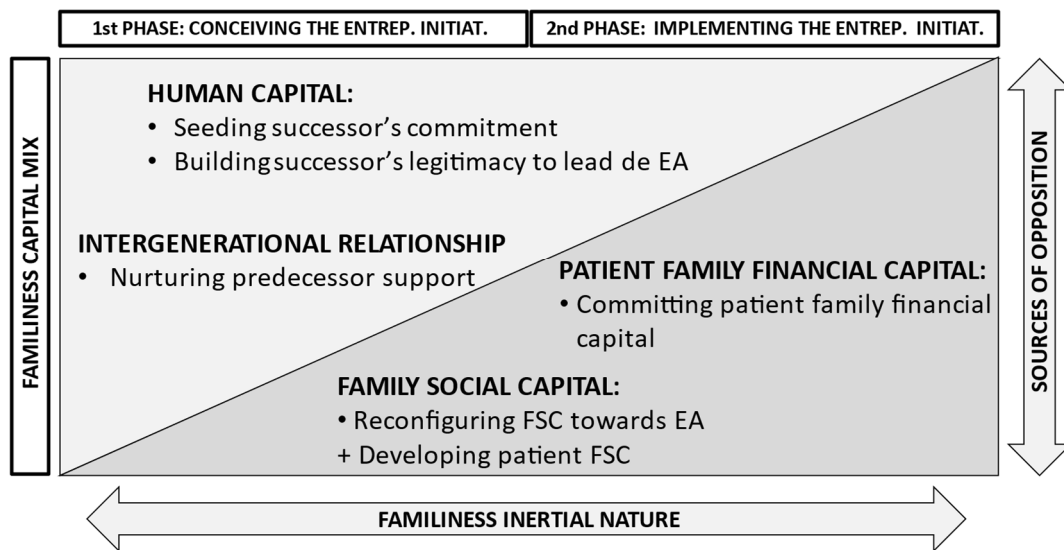 1st PHASE: CONCEIVING THE ENTREP. INITIAT.
2nd PHASE: IMPLEMENTING THE ENTREP. INITIAT.
FAMILINESS CAPITAL MIX
HUMAN CAPITAL:
• Seeding successor’s commitment
• Building successor’s legitimacy to lead de EA
INTERGENERATIONAL RELATIONSHIP
• Nurturing predecessor support
PATIENT FAMILY FINANCIAL CAPITAL:
• Committing patient family financial
capital
FAMILY SOCIAL CAPITAL:
• Reconfiguring FSC towards EA
+ Developing patient FSC
SOURCES OF OPPOSITION
FAMILINESS INERTIAL NATURE